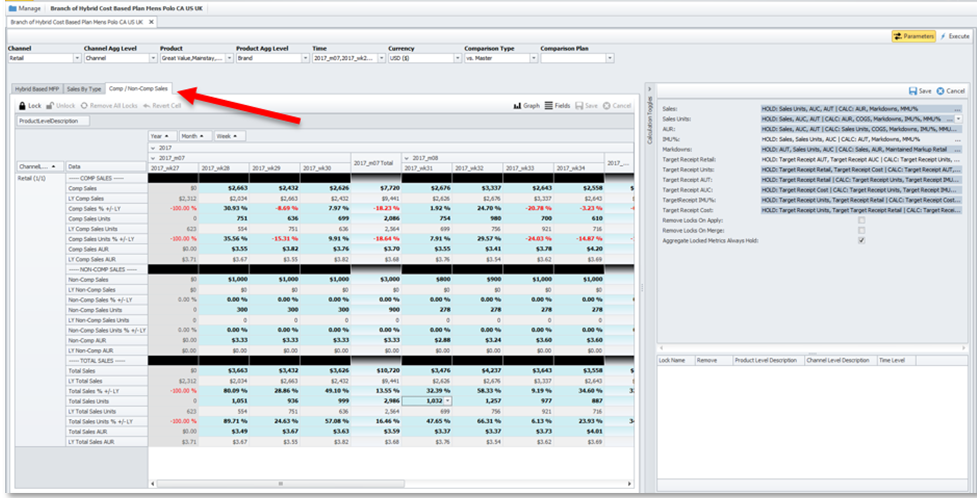 Manage Branch of Hybrid Cost Based Plan Mens Polo CA US UK
Branch of Hybrid Cost Based Plan Mens Polo CA US UK ×
Parameters Execute
Channel Channel Agg Level Product Product Agg Level Time Currency Comparison Type Comparison Plan
Retail Channel Great Value,Mainstay,... Brand 2017_m07,2017_wk2... USD ($) vs. Master
Hybrid Based MFP Sales By Type Comp / Non-Comp Sales
Lock Unlock Remove All Locks Revert Cell Graph Fields Save Cancel
ProductLevelDescription
Year Month Week
2017
2017_m07 2017_m07 Total 2017_m08 2017_...
Channel,... Data 2017_wk27 2017_wk28 2017_wk29 2017_wk30 2017_wk31 2017_wk32 2017_wk33 2017_wk34
Retail (1/1) ----- COMP SALES -----
Comp Sales $0 $2,663 $2,432 $2,626 $7,720 $2,676 $3,337 $2,643 $2,558
LY Comp Sales $2,312 $2,034 $2,663 $2,432 $9,441 $2,626 $2,676 $3,337 $2,643
Comp Sales % +/-LY -100.00 % 30.93 % -8.69 % 7.97 % -18.23 % 1.92 % 24.70 % -20.78 % -3.23 %
Comp Sales Units 0 751 636 699 2,086 754 980 700 610
LY Comp Sales Units 623 554 751 636 2,564 699 756 921 716
Comp Sales Units % +/-LY -100.00 % 35.56 % -15.31 % 9.91 % -18.64 % 7.91 % 29.57 % -24.03 % -14.87 %
Comp Sales AUR $0.00 $3.55 $3.82 $3.76 $3.70 $3.55 $3.41 $3.78 $4.20
LY Comp Sales AUR $3.71 $3.67 $3.55 $3.82 $3.68 $3.76 $3.54 $3.62 $3.69
----- NON-COMP SALES -----
Non-Comp Sales $0 $1,000 $1,000 $1,000 $3,000 $800 $900 $1,000 $1,000
LY Non-Comp Sales $0 $0 $0 $0 $0 $0 $0 $0 $0
Non-Comp Sales % +/-LY 0.00 % 0.00 % 0.00 % 0.00 % 0.00 % 0.00 % 0.00 % 0.00 % 0.00 %
Non-Comp Sales Units 0 300 300 300 900 278 278 278 278
LY Non-Comp Sales Units 0 0 0 0 0 0 0 0 0
Non-Comp Sales Units % +/-LY 0.00 % 0.00 % 0.00 % 0.00 % 0.00 % 0.00 % 0.00 % 0.00 % 0.00 %
Non-Comp AUR $0.00 $3.33 $3.33 $3.33 $3.33 $2.88 $3.24 $3.60 $3.60
LY Non-Comp AUR $0.00 $0.00 $0.00 $0.00 $0.00 $0.00 $0.00 $0.00 $0.00
----- TOTAL SALES -----
Total Sales $0 $3,663 $3,432 $3,626 $10,720 $3,476 $4,237 $3,643 $3,558
LY Total Sales $2,312 $2,034 $2,663 $2,432 $9,441 $2,626 $2,676 $3,337 $2,643
Total Sales % +/-LY -100.00 % 80.09 % 28.86 % 49.10 % 13.55 % 32.39 % 58.33 % 9.19 % 34.60 %
Total Sales Units 0 1,051 936 999 2,986 1,032 1,257 977 887
LY Total Sales Units 623 554 751 636 2,564 699 756 921 716
Total Sales Units % +/-LY -100.00 % 89.71 % 24.63 % 57.08 % 16.46 % 47.65 % 66.31 % 6.13 % 23.93 %
Total Sales AUR $0.00 $3.49 $3.67 $3.63 $3.59 $3.37 $3.37 $3.73 $4.01
LY Total Sales AUR $3.71 $3.67 $3.55 $3.82 $3.68 $3.76 $3.54 $3.62 $3.69
Calculation Toggles
Save Cancel
Sales: HOLD: Sales Units, AUC, AUT | CALC: AUR, Markdowns, MMU% ...
Sales Units: HOLD: Sales, AUC, AUT | CALC: AUR, COGS, Markdowns, IMU%, MMU% ...
AUR: HOLD: Sales, AUC, AUT | CALC: Sales Units, COGS, Markdowns, IMU%, MMU...
IMU%: HOLD: Sales, Sales Units, AUC | CALC: AUT, Markdowns, MMU% ...
Markdowns: HOLD: AUT, Sales Units, AUC | CALC: Sales, AUR, Maintained Markup Retail ...
Target Receipt Retail: HOLD: Target Receipt AUT, Target Receipt AUC | CALC: Target Receipt Units, ...
Target Receipt Units: HOLD: Target Receipt Retail, Target Receipt Cost | CALC: Target Receipt AUT,...
Target Receipt AUT: HOLD: Target Receipt Retail | CALC: Target Receipt Units, Target Receipt IMU...
Target Receipt AUC: HOLD: Target Receipt Cost | CALC: Target Receipt Units, Target Receipt IMU...
TargetReceipt IMU%: HOLD: Target Receipt Units, Target Receipt Retail | CALC: Target Receipt Cost...
Target Receipt Cost: HOLD: Target Receipt Units, Target Receipt Retail | CALC: Target Recei...
Remove Locks On Apply:
Remove Locks On Merge:
Aggregate Locked Metrics Always Hold:
Lock Name Remove Product Level Description Channel Level Description Time Level